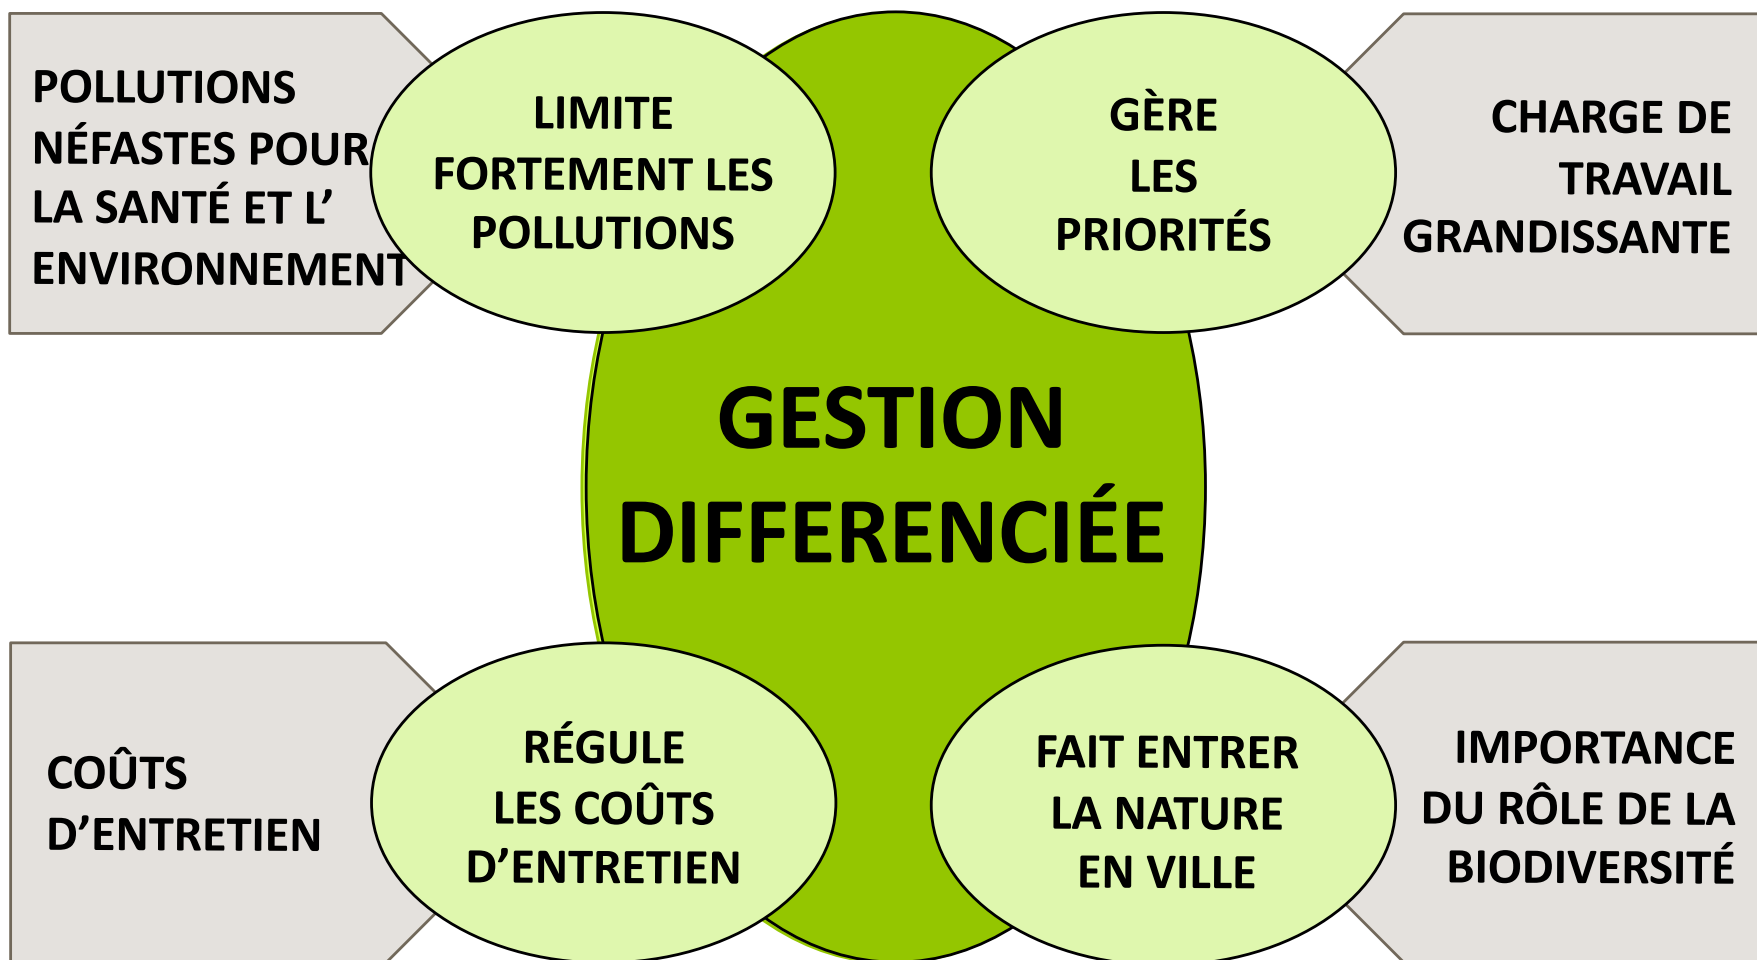 POLLUTIONS
NÉFASTES POUR
LA SANTÉ ET L’
ENVIRONNEMENT
LIMITE
FORTEMENT LES
POLLUTIONS
GÈRE
LES
PRIORITÉS
CHARGE DE
TRAVAIL
GRANDISSANTE
GESTION
DIFFERENCIÉE
COÛTS
D’ENTRETIEN
RÉGULE
LES COÛTS
D’ENTRETIEN
FAIT ENTRER
LA NATURE
EN VILLE
IMPORTANCE
DU RÔLE DE LA
BIODIVERSITÉ